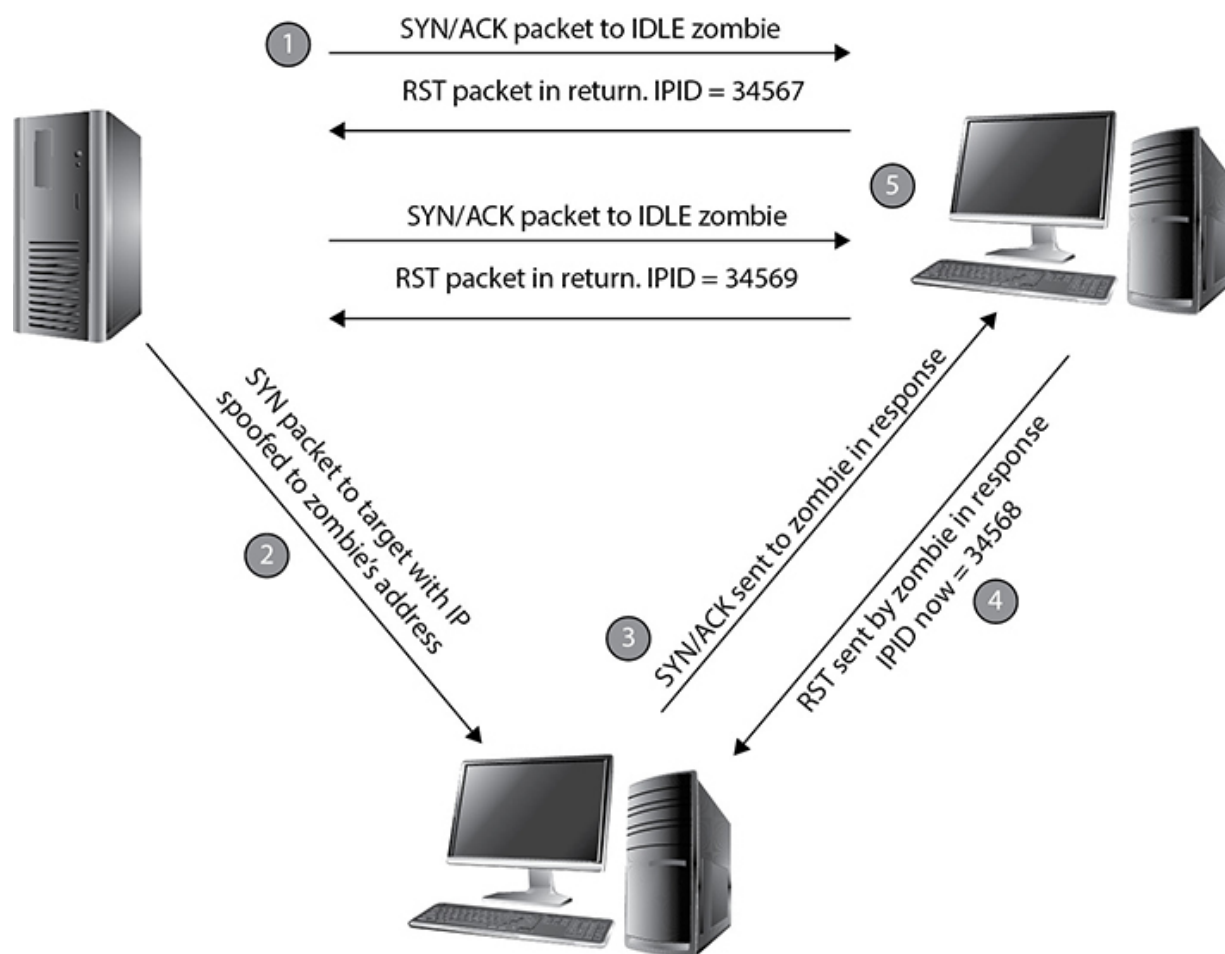 1
SYN/ACK packet to IDLE zombie
RST packet in return. IPID = 34567
5
SYN/ACK packet to IDLE zombie
RST packet in return. IPID = 34569
2
SYN packet to target with IP
spoofed to zombie's address
3
SYN/ACK sent to zombie in response
4
RST sent by zombie in response
IPID now = 34568